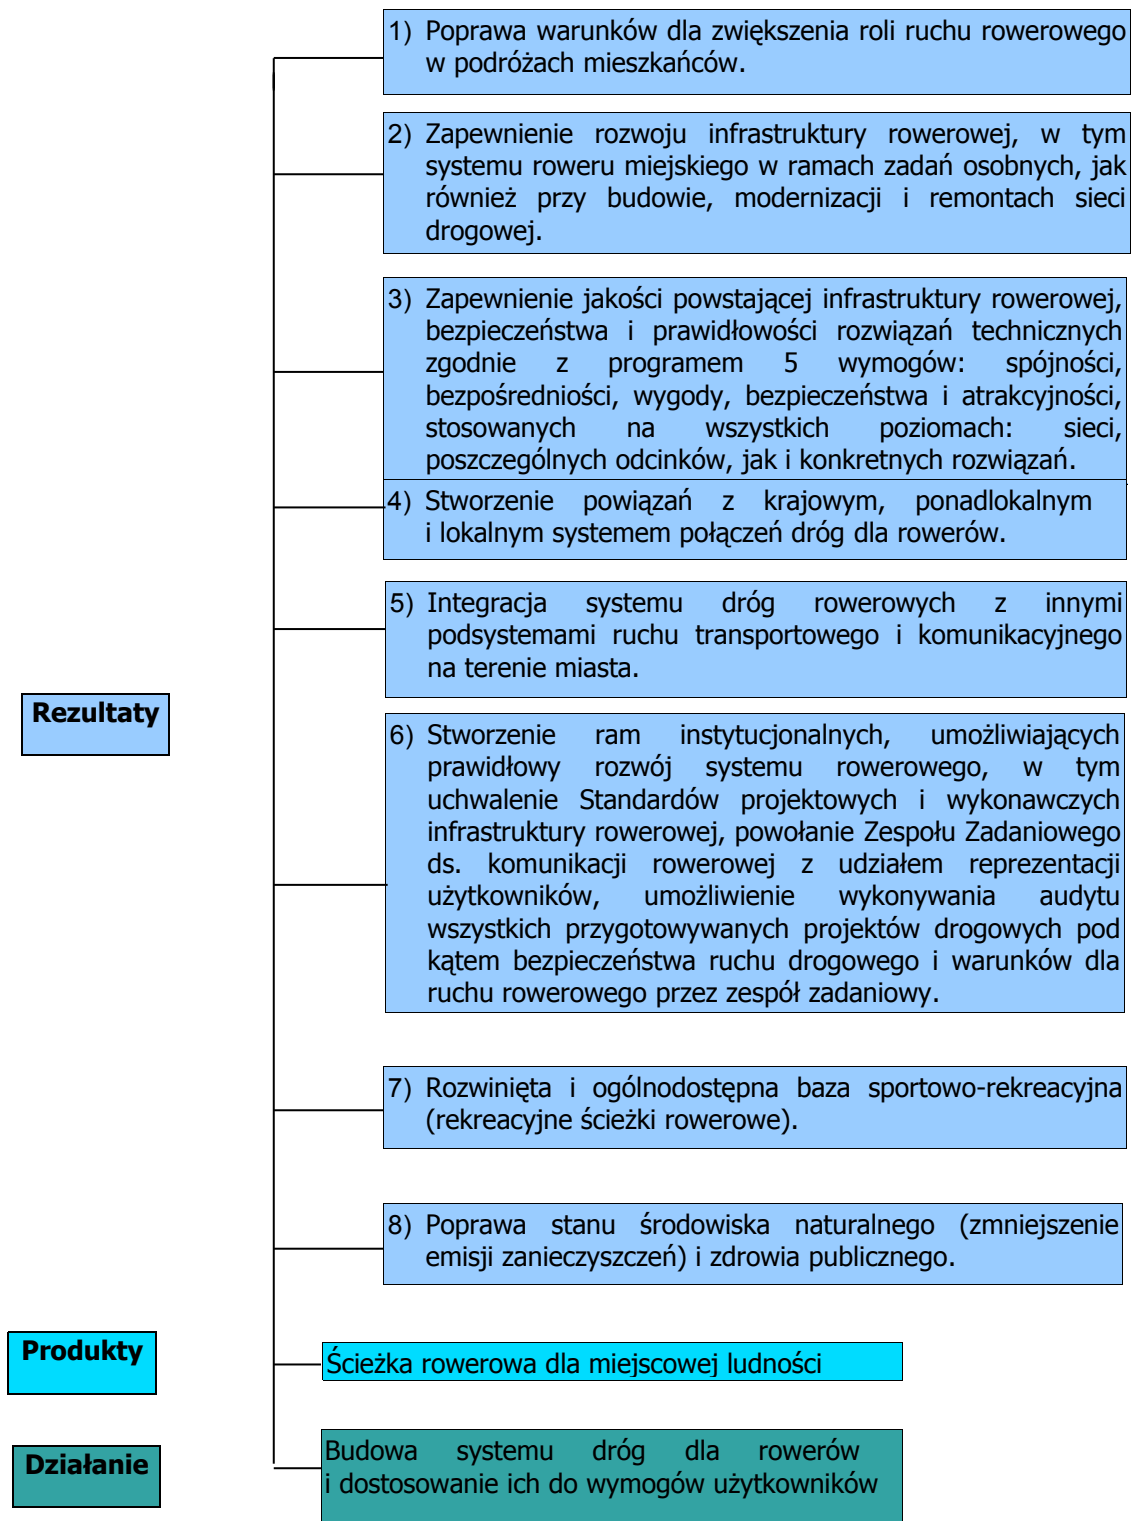 1) Poprawa warunków dla zwiększenia roli ruchu rowerowego
w podróżach mieszkańców.
2) Zapewnienie rozwoju infrastruktury rowerowej, w tym
systemu roweru miejskiego w ramach zadań osobnych, jak
również przy budowie, modernizacji i remontach sieci
drogowej.
3) Zapewnienie jakości powstającej infrastruktury rowerowej,
bezpieczeństwa i prawidłowości rozwiązań technicznych
zgodnie z programem 5 wymogów: spójności,
bezpośredniości, wygody, bezpieczeństwa i atrakcyjności,
stosowanych na wszystkich poziomach: sieci,
poszczególnych odcinków, jak i konkretnych rozwiązań.
4) Stworzenie powiązań z krajowym, ponadlokalnym
i lokalnym systemem połączeń dróg dla rowerów.
5) Integracja systemu dróg rowerowych z innymi
podsystemami ruchu transportowego i komunikacyjnego
na terenie miasta.
Rezultaty
6) Stworzenie ram instytucjonalnych, umożliwiających
prawidłowy rozwój systemu rowerowego, w tym
uchwalenie Standardów projektowych i wykonawczych
infrastruktury rowerowej, powołanie Zespołu Zadaniowego
ds. komunikacji rowerowej z udziałem reprezentacji
użytkowników, umożliwienie wykonywania audytu
wszystkich przygotowywanych projektów drogowych pod
kątem bezpieczeństwa ruchu drogowego i warunków dla
ruchu rowerowego przez zespół zadaniowy.
7) Rozwinięta i ogólnodostępna baza sportowo-rekreacyjna
(rekreacyjne ścieżki rowerowe).
8) Poprawa stanu środowiska naturalnego (zmniejszenie
emisji zanieczyszczeń) i zdrowia publicznego.
Produkty
Ścieżka rowerowa dla miejscowej ludności
Działanie
Budowa systemu dróg dla rowerów
i dostosowanie ich do wymogów użytkowników